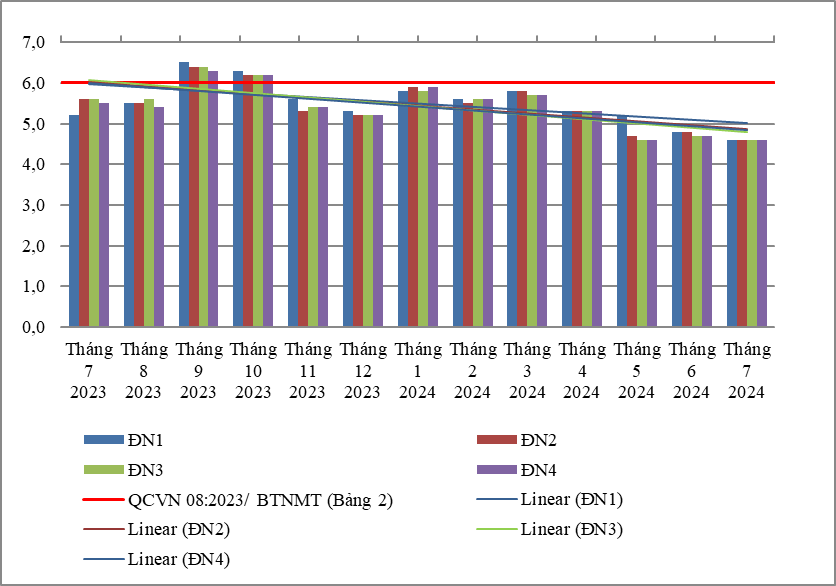 7,0
6,0
5,0
4,0
3,0
2,0
1,0
0,0
Tháng Tháng Tháng Tháng Tháng Tháng Tháng Tháng Tháng Tháng Tháng Tháng Tháng
7 8 9 10 11 12 1 2 3 4 5 6 7
2023 2023 2023 2023 2023 2023 2024 2024 2024 2024 2024 2024 2024
ĐN1 ĐN2
ĐN3 ĐN4
QCVN 08:2023/ BTNMT (Bảng 2) Linear (ĐN1)
Linear (ĐN2) Linear (ĐN3)
Linear (ĐN4)